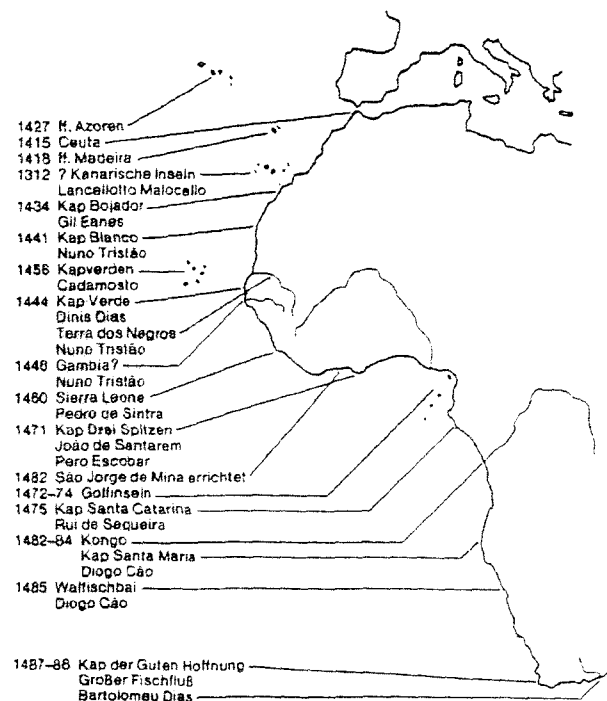 1427 ff. Azoren
1415 Ceuta
1418 ff. Madeira
1312 ? Kanarische Inseln
Lancellotto Malocello
1434 Kap Bojador
Gil Eanes
1441 Kap Blanco
Nuno Tristão
1456 Kapverden
Cadamosto
1444 Kap Verde
Dinis Dias
Terra dos Negros
Nuno Tristão
1446 Gambia?
Nuno Tristão
1460 Sierra Leone
Pedro de Sintra
1471 Kap Drei Spitzen
João de Santarem
Pero Escobar
1482 São Jorge de Mina errichtet
1472–74 Golfinseln
1475 Kap Santa Catarina
Rui de Sequeira
1482–84 Kongo
Kap Santa Maria
Diogo Cão
1485 Walfischbai
Diogo Cão
1487–88 Kap der Guten Hoffnung
Großer Fischfluß
Bartolomeu Dias